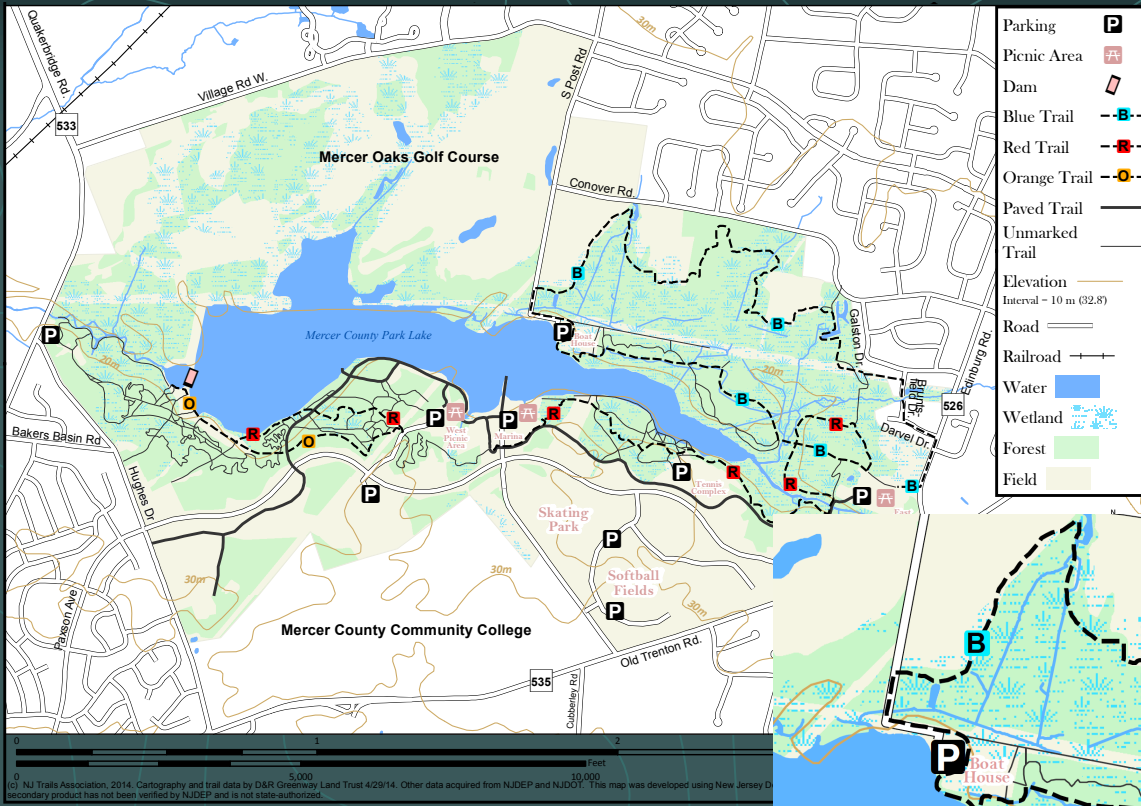 Quakerbridge Rd.
533
Village Rd W.
S Post Rd
30m
Mercer Oaks Golf Course
Conover Rd.
B
B
Mercer County Park Lake
P
P
Boat
House
20m
Galston Dr.
Edinburg Rd.
526
Darvel Dr.
O
R
O
R
P
West
Picnic
Area
P
Marina
R
B
R
B
R
R
B
P
East
P
Tennis
Complex
P
Bakers Basin Rd
Hughes Dr
Skating
Park
P
Softball
Fields
P
30m
30m
30m
Paxson Ave
Mercer County Community College
Old Trenton Rd.
535
Cubberley Rd
Parking P
Picnic Area
Dam
Blue Trail B
Red Trail R
Orange Trail O
Paved Trail
Unmarked
Trail
Elevation
Interval = 10 m (32.8')
Road
Railroad
Water
Wetland
Forest
Field
N
B
P
Boat
House
0 1 2
Feet
0 5,000 10,000
(c) NJ Trails Association, 2014. Cartography and trail data by D&R Greenway Land Trust 4/29/14. Other data acquired from NJDEP and NJDOT. This map was developed using New Jersey D
secondary product has not been verified by NJDEP and is not state-authorized.